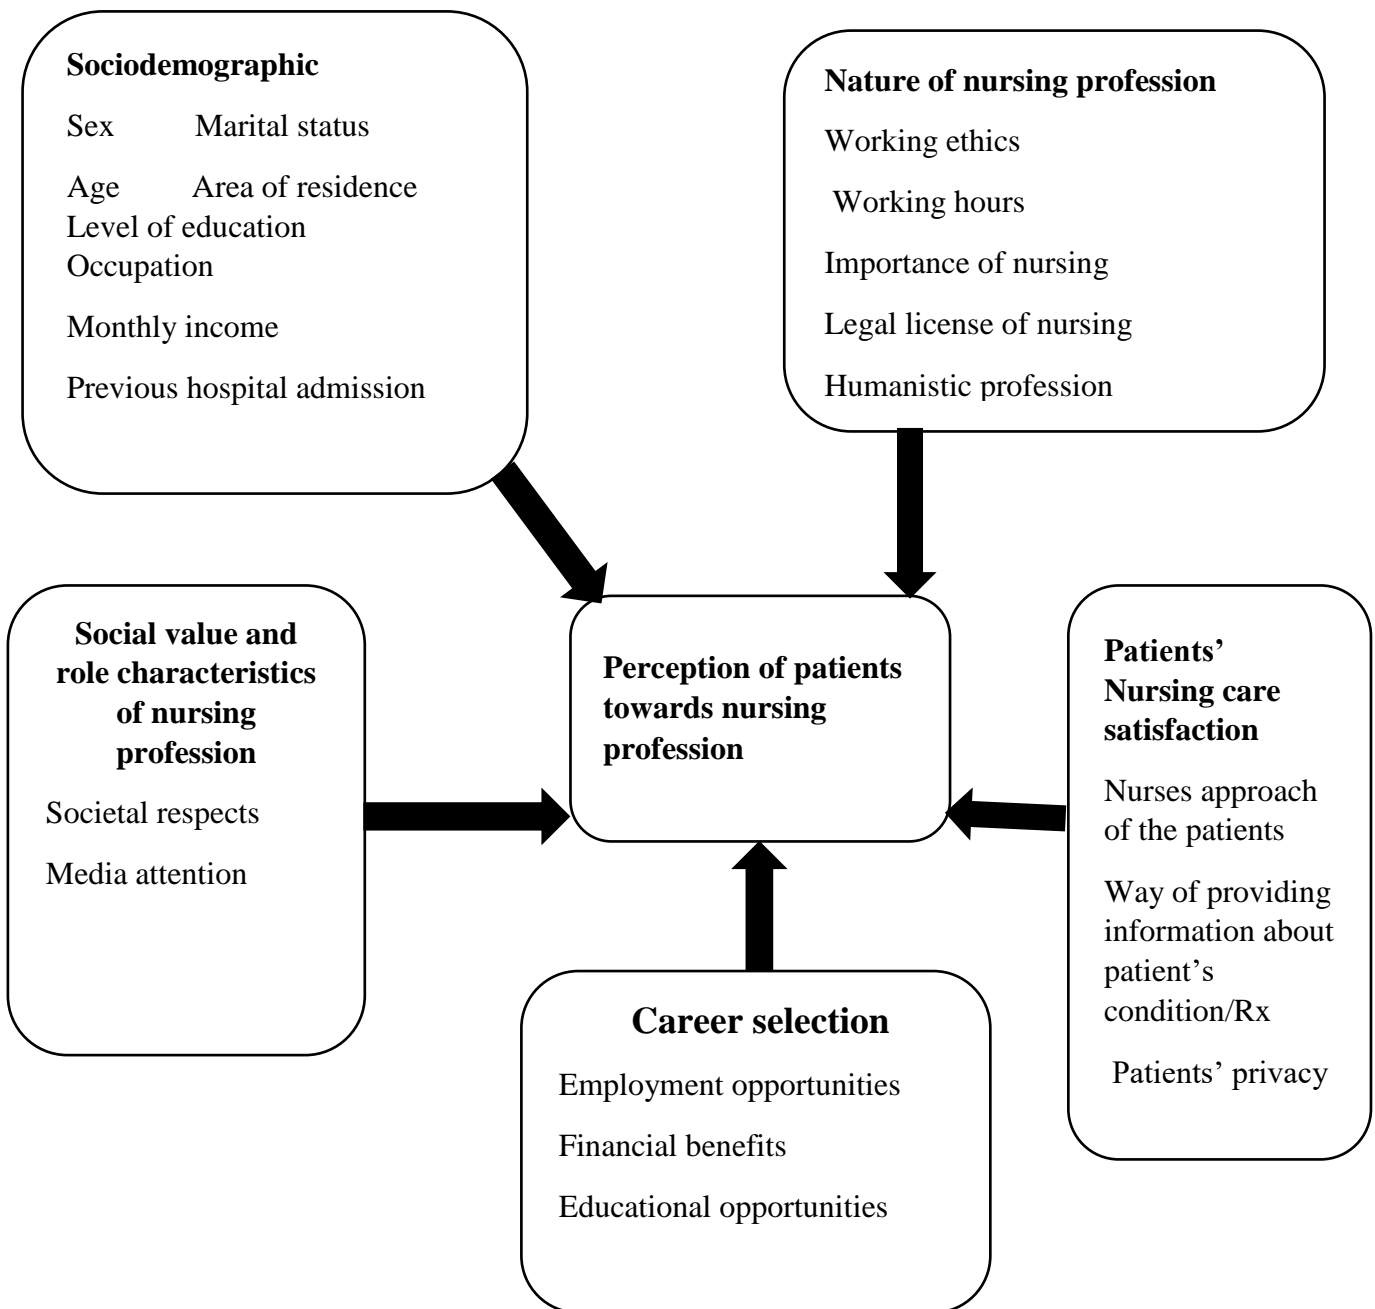 Sociodemographic
Sex Marital status
Age Area of residence
Level of education
Occupation
Monthly income
Previous hospital admission
Nature of nursing profession
Working ethics
Working hours
Importance of nursing
Legal license of nursing
Humanistic profession
Social value and
role characteristics
of nursing
profession
Societal respects
Media attention
Perception of patients
towards nursing
profession
Patients’
Nursing care
satisfaction
Nurses approach
of the patients
Way of providing
information about
patient’s
condition/Rx
Patients’ privacy
Career selection
Employment opportunities
Financial benefits
Educational opportunities